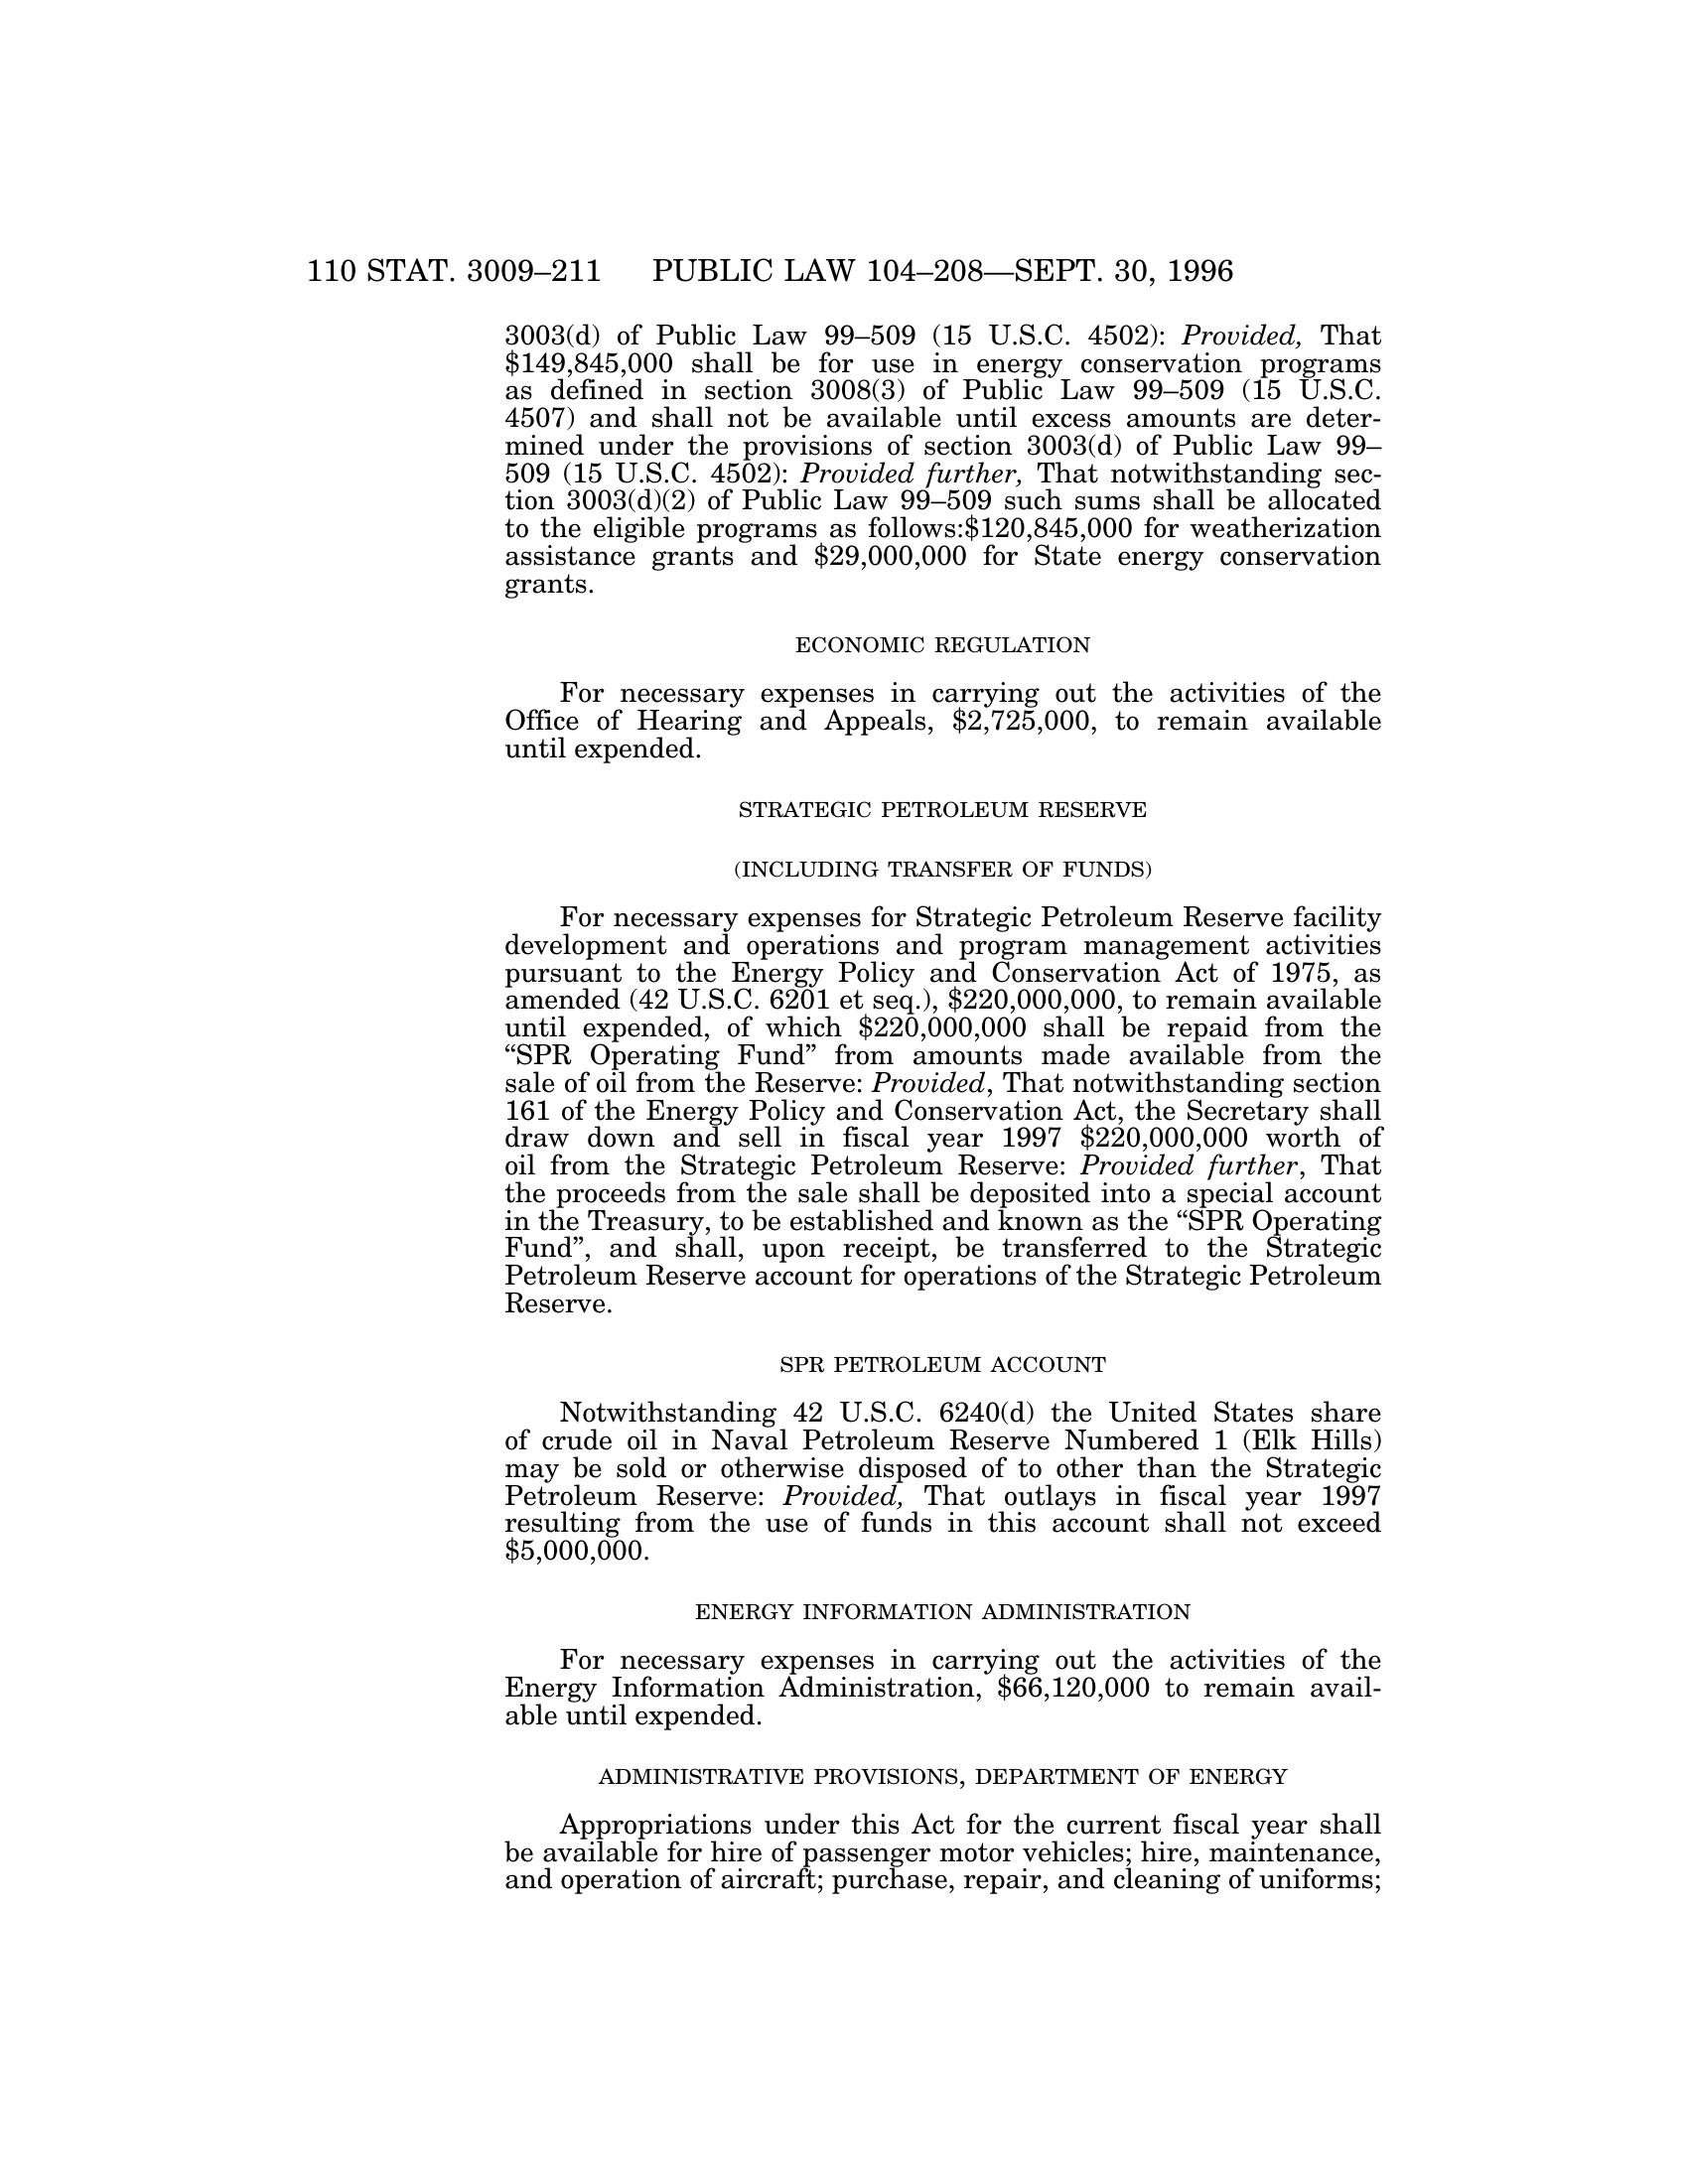 110 STAT. 3009–211 PUBLIC LAW 104–208—SEPT. 30, 1996
3003(d) of Public Law 99–509 (15 U.S.C. 4502): Provided, That
$149,845,000 shall be for use in energy conservation programs
as defined in section 3008(3) of Public Law 99–509 (15 U.S.C.
4507) and shall not be available until excess amounts are deter-
mined under the provisions of section 3003(d) of Public Law 99–
509 (15 U.S.C. 4502): Provided further, That notwithstanding sec-
tion 3003(d)(2) of Public Law 99–509 such sums shall be allocated
to the eligible programs as follows:$120,845,000 for weatherization
assistance grants and $29,000,000 for State energy conservation
grants.
ECONOMIC REGULATION
For necessary expenses in carrying out the activities of the
Office of Hearing and Appeals, $2,725,000, to remain available
until expended.
STRATEGIC PETROLEUM RESERVE
(INCLUDING TRANSFER OF FUNDS)
For necessary expenses for Strategic Petroleum Reserve facility
development and operations and program management activities
pursuant to the Energy Policy and Conservation Act of 1975, as
amended (42 U.S.C. 6201 et seq.), $220,000,000, to remain available
until expended, of which $220,000,000 shall be repaid from the
“SPR Operating Fund” from amounts made available from the
sale of oil from the Reserve: Provided, That notwithstanding section
161 of the Energy Policy and Conservation Act, the Secretary shall
draw down and sell in fiscal year 1997 $220,000,000 worth of
oil from the Strategic Petroleum Reserve: Provided further, That
the proceeds from the sale shall be deposited into a special account
in the Treasury, to be established and known as the “SPR Operating
Fund”, and shall, upon receipt, be transferred to the Strategic
Petroleum Reserve account for operations of the Strategic Petroleum
Reserve.
SPR PETROLEUM ACCOUNT
Notwithstanding 42 U.S.C. 6240(d) the United States share
of crude oil in Naval Petroleum Reserve Numbered 1 (Elk Hills)
may be sold or otherwise disposed of to other than the Strategic
Petroleum Reserve: Provided, That outlays in fiscal year 1997
resulting from the use of funds in this account shall not exceed
$5,000,000.
ENERGY INFORMATION ADMINISTRATION
For necessary expenses in carrying out the activities of the
Energy Information Administration, $66,120,000 to remain avail-
able until expended.
ADMINISTRATIVE PROVISIONS, DEPARTMENT OF ENERGY
Appropriations under this Act for the current fiscal year shall
be available for hire of passenger motor vehicles; hire, maintenance,
and operation of aircraft; purchase, repair, and cleaning of uniforms;